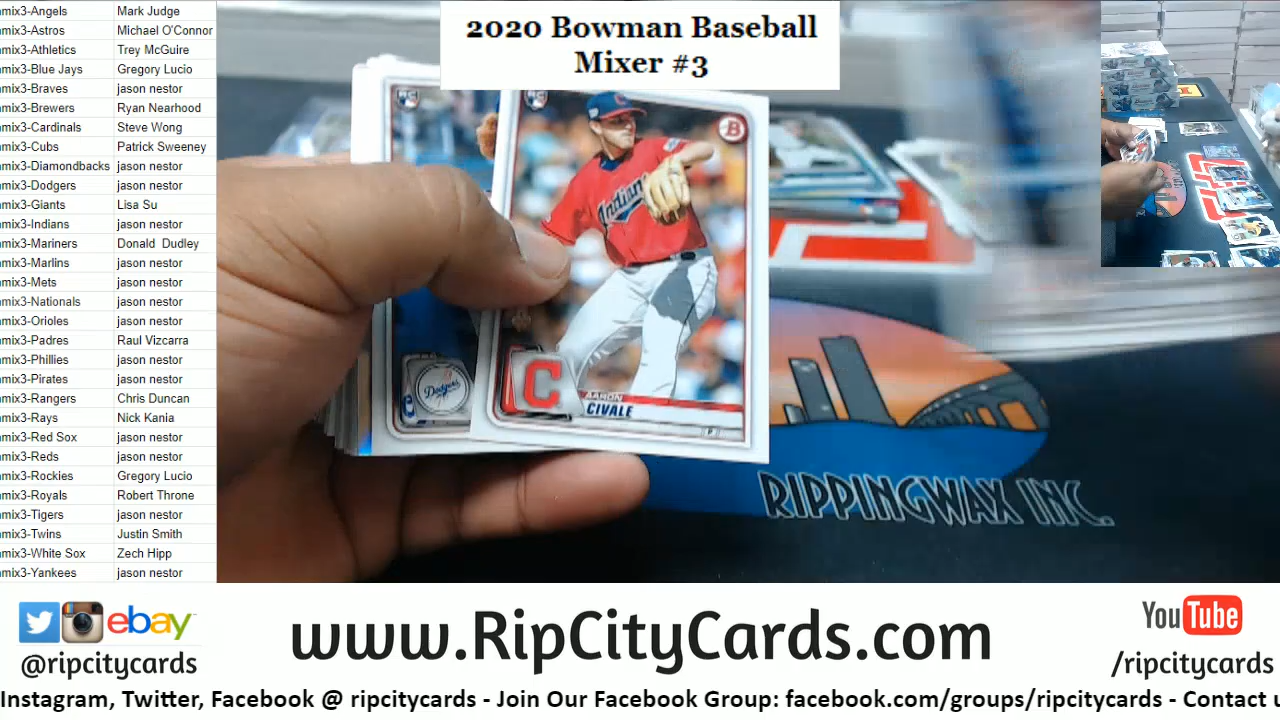 mix3-Angels Mark Judge
mix3-Astros Michael O'Connor
mix3-Athletics Trey McGuire
mix3-Blue Jays Gregory Lucio
mix3-Braves jason nestor
mix3-Brewers Ryan Nearhood
mix3-Cardinals Steve Wong
mix3-Cubs Patrick Sweeney
mix3-Diamondbacks jason nestor
mix3-Dodgers jason nestor
mix3-Giants Lisa Su
mix3-Indians jason nestor
mix3-Mariners Donald Dudley
mix3-Marlins jason nestor
mix3-Mets jason nestor
mix3-Nationals jason nestor
mix3-Orioles jason nestor
mix3-Padres Raul Vizcarra
mix3-Phillies jason nestor
mix3-Pirates jason nestor
mix3-Rangers Chris Duncan
mix3-Rays Nick Kania
mix3-Red Sox jason nestor
mix3-Reds jason nestor
mix3-Rockies Gregory Lucio
mix3-Royals Robert Throne
mix3-Tigers jason nestor
mix3-Twins Justin Smith
mix3-White Sox Zech Hipp
mix3-Yankees jason nestor
2020 Bowman Baseball
Mixer #3
RC
RC
B
Indians
Dodgers
C
AARON
CIVALE
P
RIPPINGWAX INC.
ebay
@ripcitycards
www.RipCityCards.com
YouTube
/ripcitycards
Instagram, Twitter, Facebook @ ripcitycards - Join Our Facebook Group: facebook.com/groups/ripcitycards - Contact u